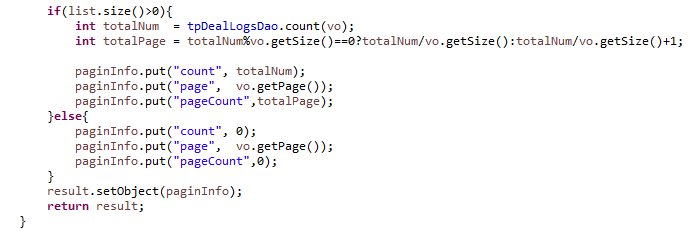 if(list.size()>0){
int totalNum  = tpDealLogsDao.count(vo);
int totalPage = totalNum%vo.getSize()==0?totalNum/vo.getSize():totalNum/vo.getSize()+1;
paginInfo.put("count", totalNum);
paginInfo.put("page",  vo.getPage());
paginInfo.put("pageCount",totalPage);
}else{
paginInfo.put("count", 0);
paginInfo.put("page",  vo.getPage());
paginInfo.put("pageCount",0);
}
result.setObject(paginInfo);
return result;
}